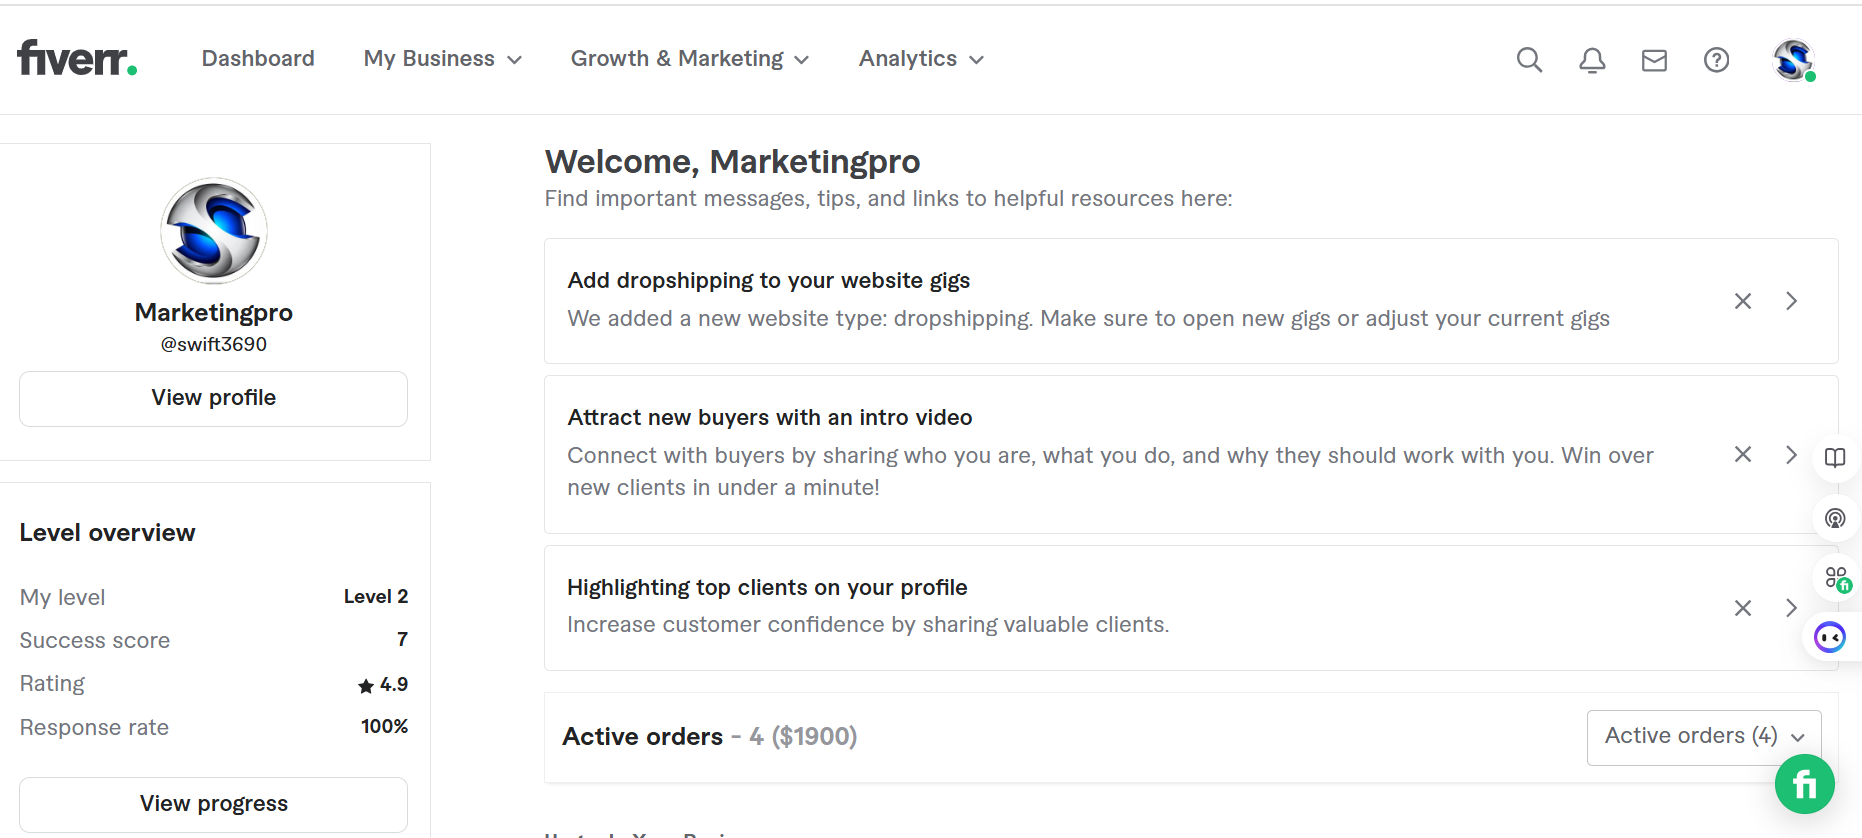 fiverr.
Dashboard
My Business
Growth & Marketing
Analytics
Marketingpro
@swift3690
View profile
Level overview
My level
Level 2
Success score
7
Rating
★ 4.9
Response rate
100%
View progress
Welcome, Marketingpro
Find important messages, tips, and links to helpful resources here:
Add dropshipping to your website gigs
We added a new website type: dropshipping. Make sure to open new gigs or adjust your current gigs
Attract new buyers with an intro video
Connect with buyers by sharing who you are, what you do, and why they should work with you. Win over
new clients in under a minute!
Highlighting top clients on your profile
Increase customer confidence by sharing valuable clients.
Active orders - 4 ($1900)
Active orders (4)
fi